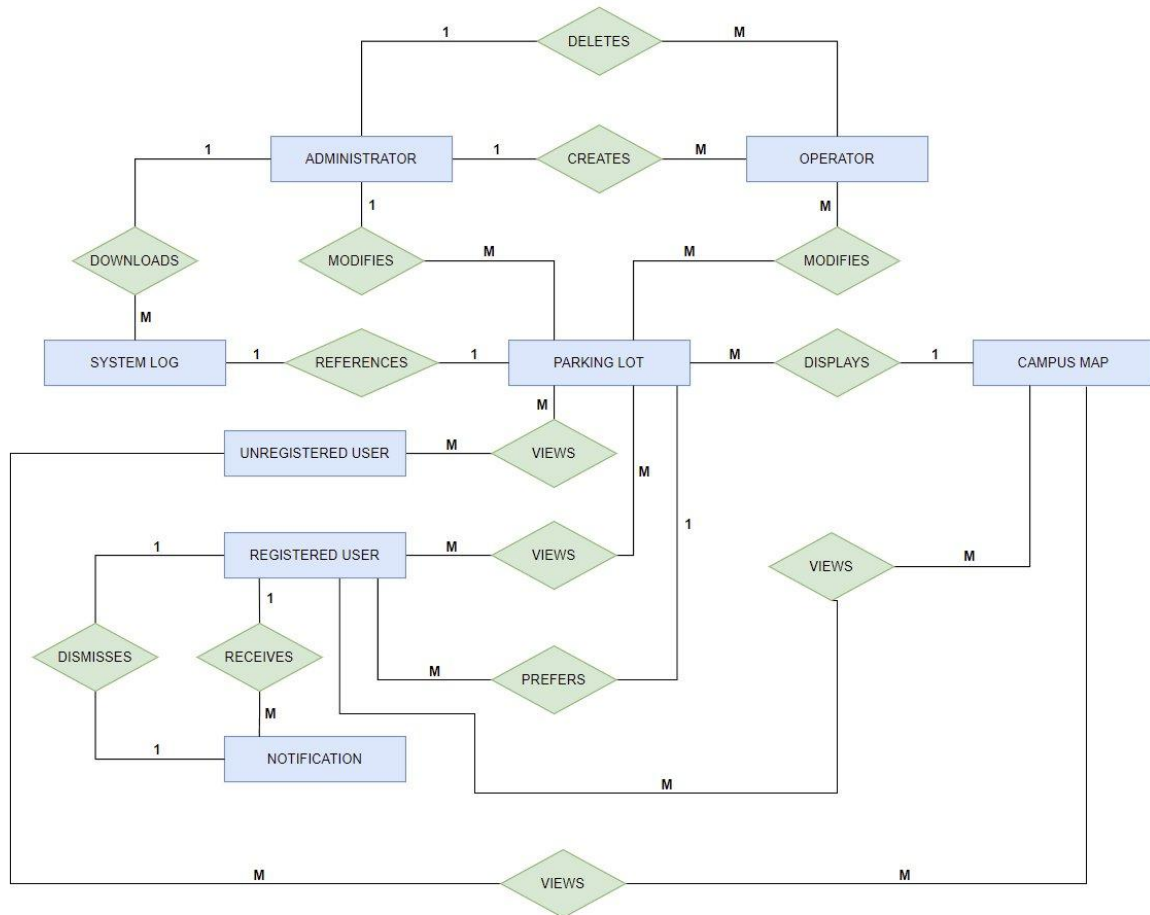 1
DELETES
M
1
ADMINISTRATOR
1
CREATES
M
OPERATOR
1
M
DOWNLOADS
MODIFIES
M
M
MODIFIES
M
SYSTEM LOG
1
REFERENCES
1
PARKING LOT
M
DISPLAYS
1
CAMPUS MAP
M
UNREGISTERED USER
M
VIEWS
M
1
1
REGISTERED USER
M
VIEWS
VIEWS
M
1
DISMISSES
RECEIVES
M
PREFERS
M
1
NOTIFICATION
M
M
VIEWS
M